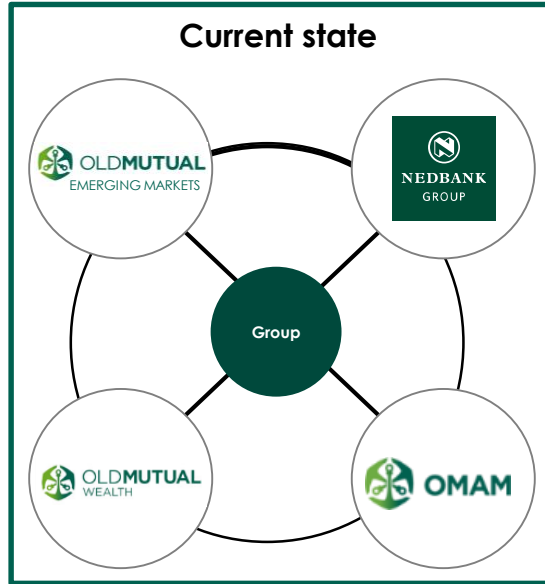 Current state
OLDMUTUAL
EMERGING MARKETS
NEDBANK
GROUP
Group
OLDMUTUAL
WEALTH
OMAM